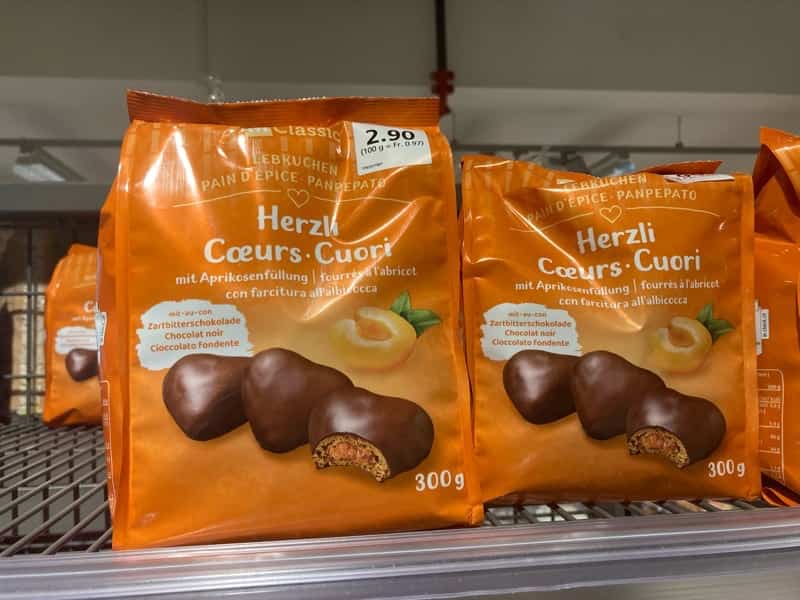 Classic
2.90
(100 g = Fr. 0.97)
LEBKUCHEN
PAIN D'ÉPICE · PANPEPATO
Herzli
Cœurs · Cuori
mit Aprikosenfüllung | fourrés à l'abricot
con farcitura all'albicocca
mit · au · con
Zartbitterschokolade
Chocolat noir
Cioccolato fondente
300g
LEBKUCHEN
PAIN D'ÉPICE · PANPEPATO
Herzli
Cœurs · Cuori
mit Aprikosenfüllung | fourrés à l'abricot
con farcitura all'albicocca
mit · au · con
Zartbitterschokolade
Chocolat noir
Cioccolato fondente
300g